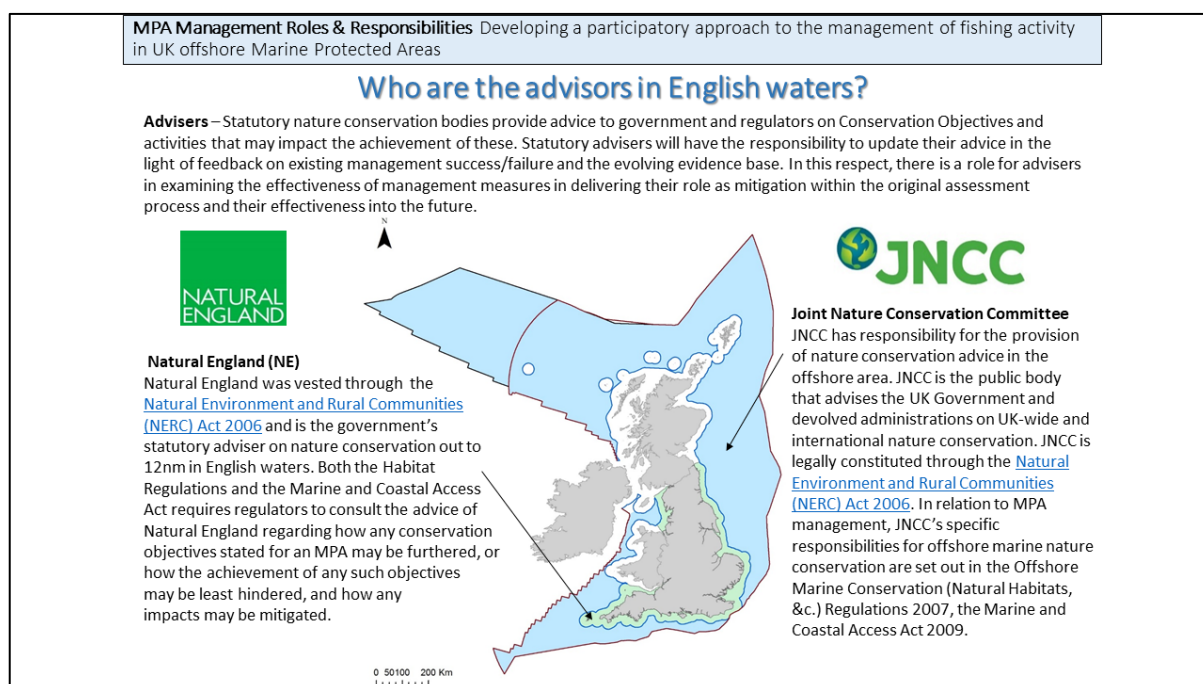 MPA Management Roles & Responsibilities Developing a participatory approach to the management of fishing activity
in UK offshore Marine Protected Areas
Who are the advisors in English waters?
Advisers – Statutory nature conservation bodies provide advice to government and regulators on Conservation Objectives and
activities that may impact the achievement of these. Statutory advisers will have the responsibility to update their advice in the
light of feedback on existing management success/failure and the evolving evidence base. In this respect, there is a role for advisers
in examining the effectiveness of management measures in delivering their role as mitigation within the original assessment
process and their effectiveness into the future.
N
NATURAL
ENGLAND
JNCC
Natural England (NE)
Natural England was vested through the
Natural Environment and Rural Communities
(NERC) Act 2006 and is the government's
statutory adviser on nature conservation out to
12nm in English waters. Both the Habitat
Regulations and the Marine and Coastal Access
Act requires regulators to consult the advice of
Natural England regarding how any conservation
objectives stated for an MPA may be furthered, or
how the achievement of any such objectives
may be least hindered, and how any
impacts may be mitigated.
Joint Nature Conservation Committee
JNCC has responsibility for the provision
of nature conservation advice in the
offshore area. JNCC is the public body
that advises the UK Government and
devolved administrations on UK-wide and
international nature conservation. JNCC is
legally constituted through the Natural
Environment and Rural Communities
(NERC) Act 2006. In relation to MPA
management, JNCC's specific
responsibilities for offshore marine nature
conservation are set out in the Offshore
Marine Conservation (Natural Habitats,
&c.) Regulations 2007, the Marine and
Coastal Access Act 2009.
0 50100 200 Km